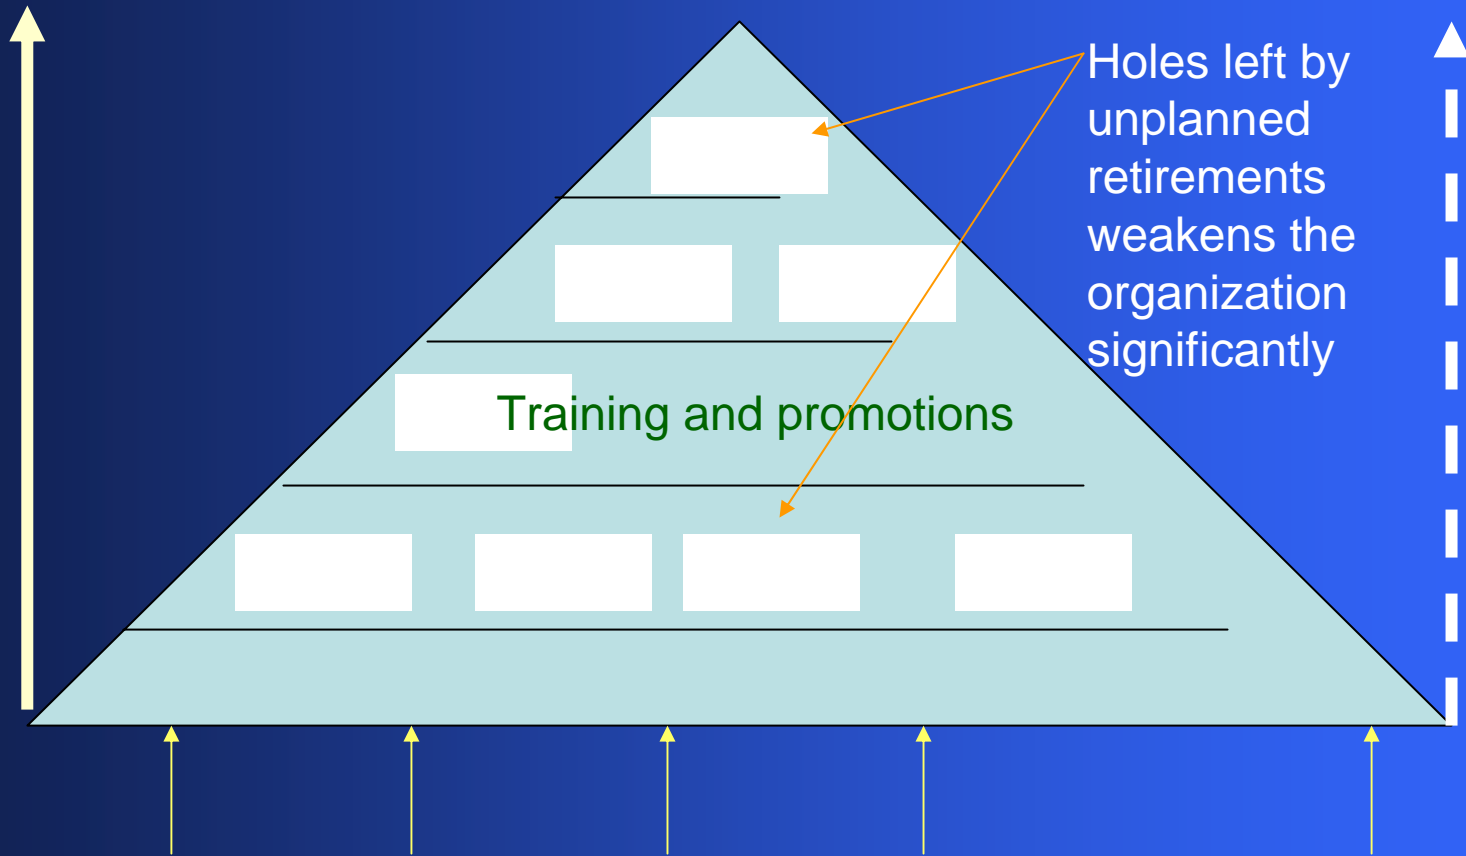 Holes left by
unplanned
retirements
weakens the
organization
significantly
Training and promotions